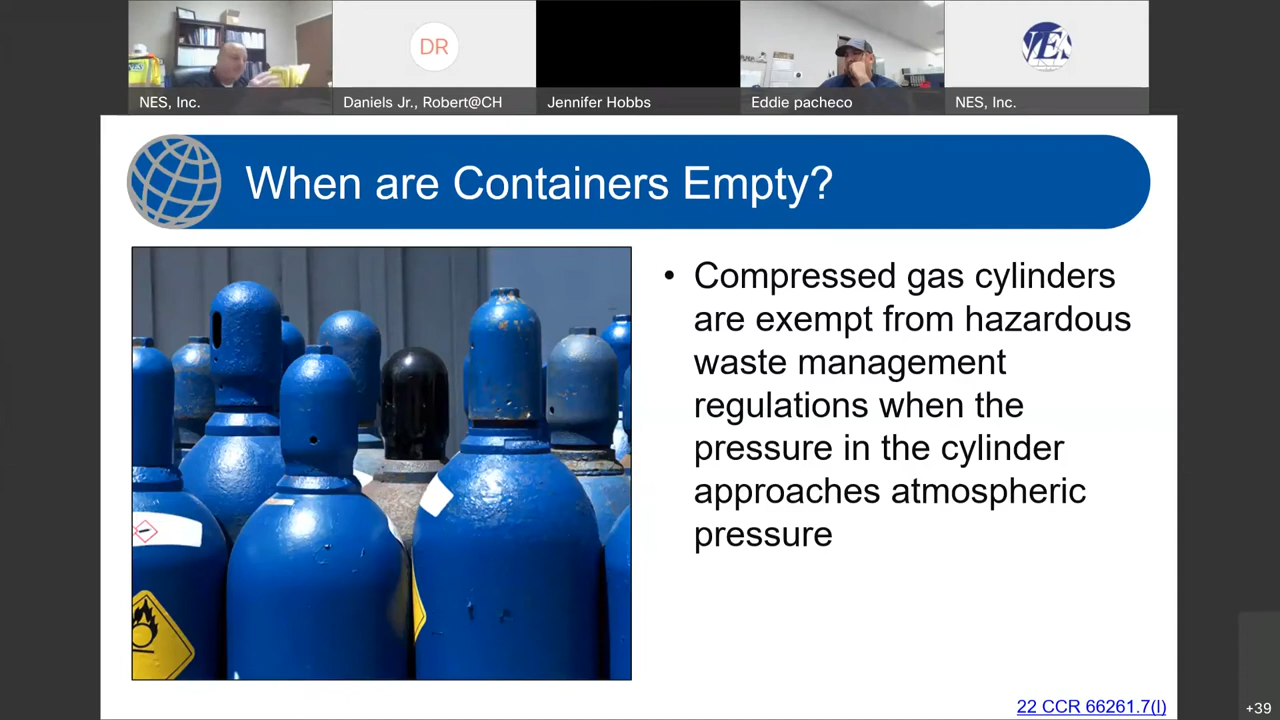 DR
NES, Inc.
Daniels Jr., Robert@CH
Jennifer Hobbs
Eddie pacheco
NES, Inc.
When are Containers Empty?
• Compressed gas cylinders
are exempt from hazardous
waste management
regulations when the
pressure in the cylinder
approaches atmospheric
pressure
22 CCR 66261.7(l)
+39